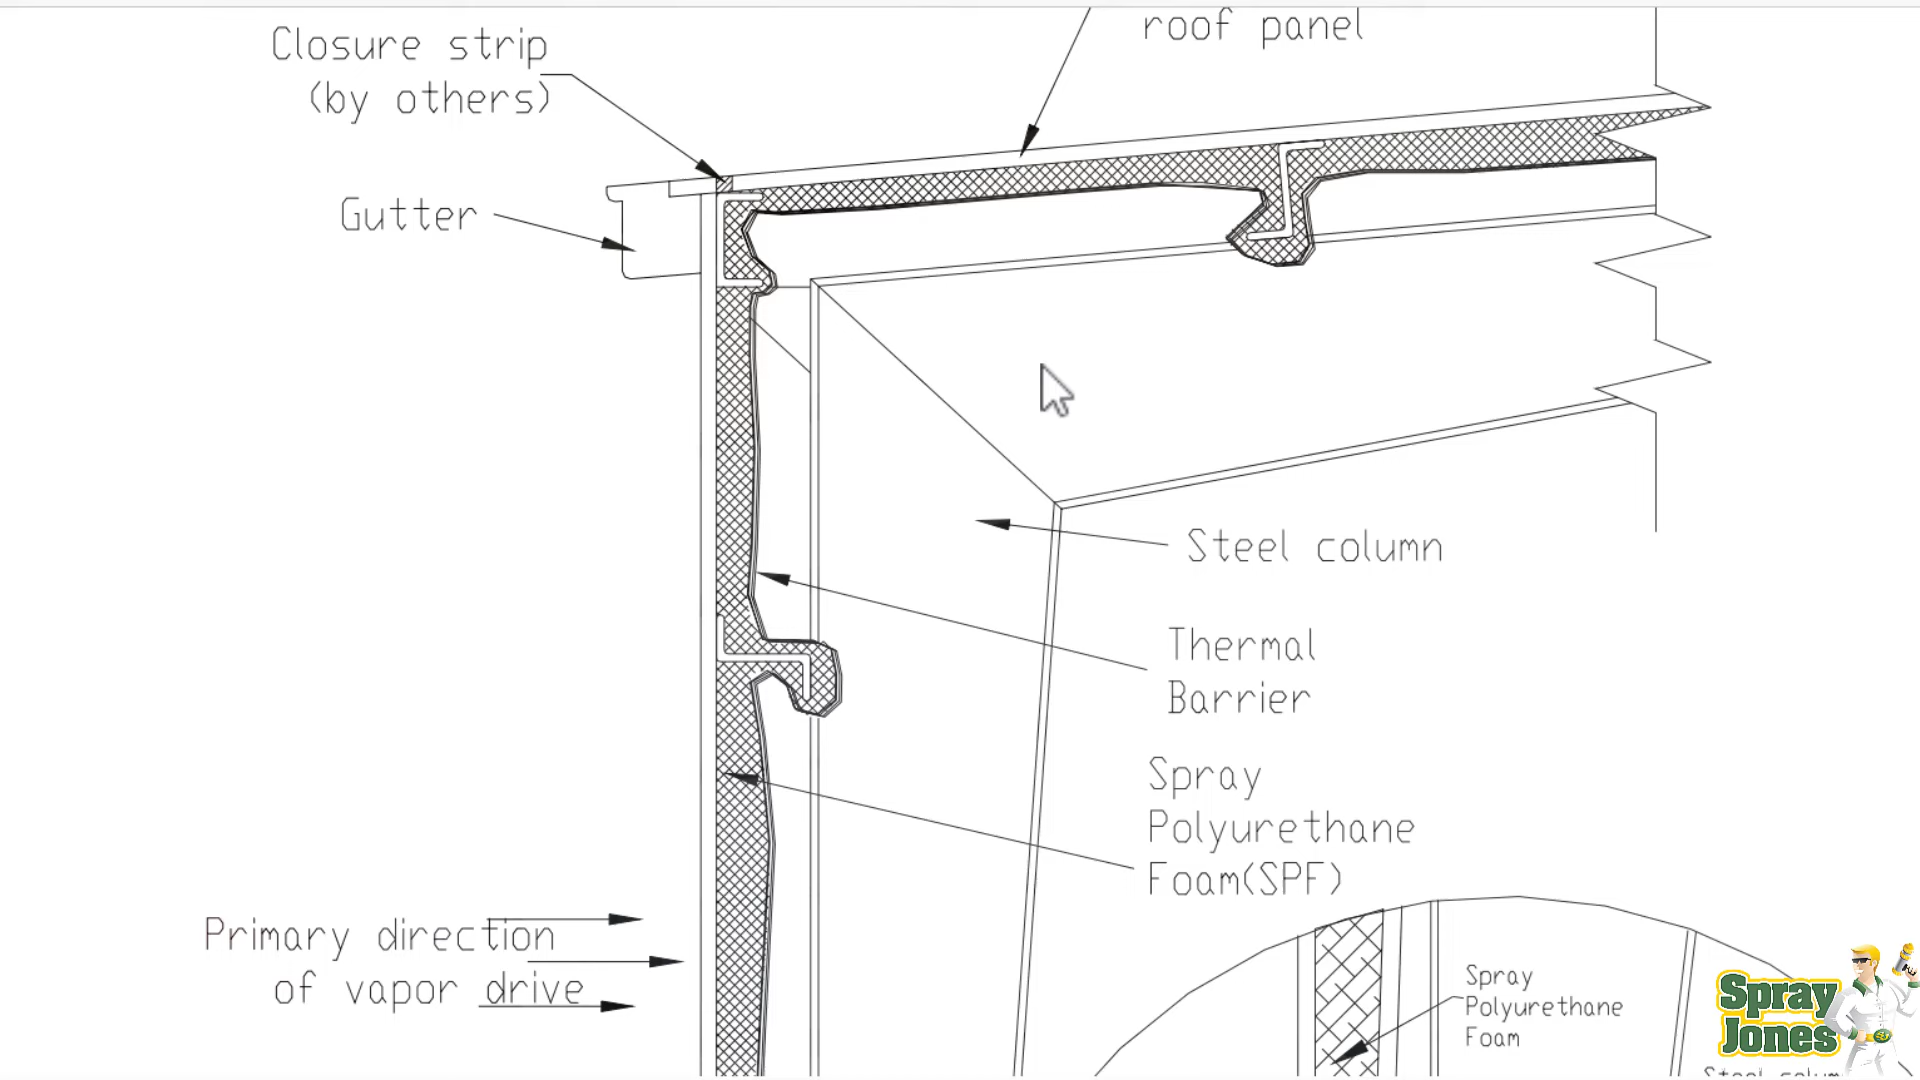 roof panel
Closure strip
(by others)
Gutter
Steel column
Thermal
Barrier
Spray
Polyurethane
Foam(SPF)
Primary direction
of vapor drive
Spray
Polyurethane
Foam
Spray
Jones